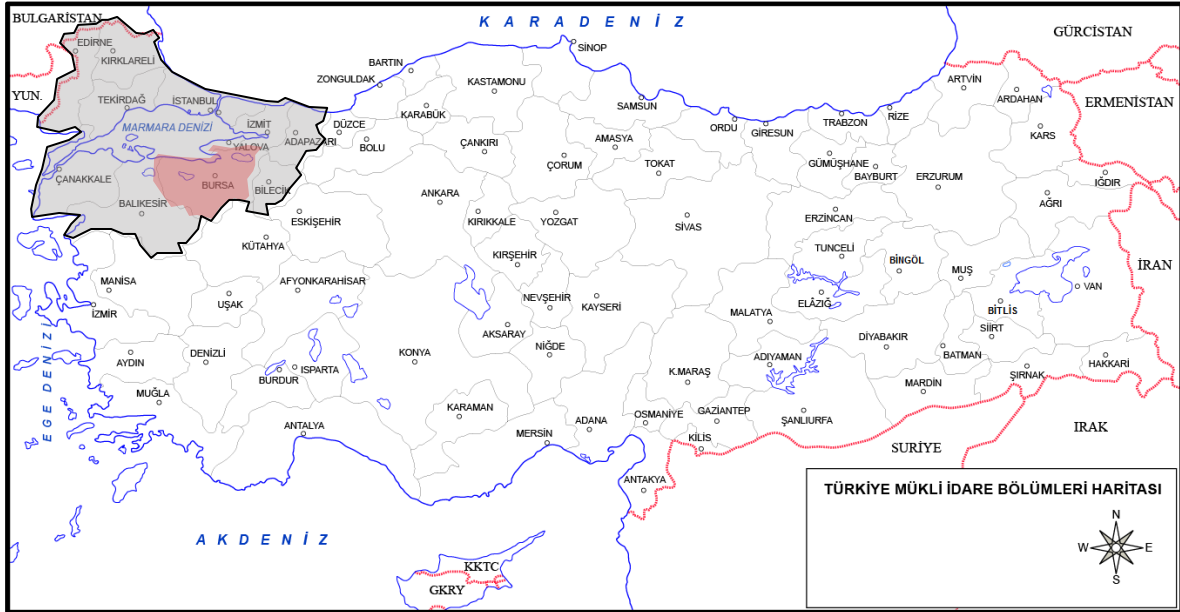 BULGARİSTAN
K A R A D E N İ Z
GÜRCİSTAN
EDİRNE
SİNOP
KIRKLARELİ
BARTIN
ZONGULDAK
KASTAMONU
ARTVİN
ARDAHAN
YUN.
TEKİRDAĞ
İSTANBUL
SAMSUN
ERMENİSTAN
KARABÜK
MARMARA DENİZİ
İZMİT
DÜZCE
ORDU
GİRESUN
TRABZON
RİZE
KARS
ADAPAZARI
YALOVA
BOLU
ÇANKIRI
AMASYA
ÇORUM
TOKAT
GÜMÜŞHANE
BAYBURT
ERZURUM
IĞDIR
ÇANAKKALE
BURSA
BİLECİK
ANKARA
AĞRI
BALIKESİR
ESKİŞEHİR
KIRIKKALE
YOZGAT
SİVAS
ERZİNCAN
KÜTAHYA
TUNCELİ
KIRŞEHİR
BİNGÖL
MUŞ
İRAN
MANİSA
AFYONKARAHİSAR
VAN
UŞAK
NEVŞEHİR
KAYSERİ
ELÂZIĞ
BİTLİS
İZMİR
MALATYA
SİİRT
AKSARAY
DİYABAKIR
EGE DENİZİ
AYDIN
DENİZLİ
KONYA
NİĞDE
ADIYAMAN
BATMAN
HAKKARİ
BURDUR
ISPARTA
K.MARAŞ
ŞIRNAK
MUĞLA
MARDİN
KARAMAN
OSMANİYE
GAZİANTEP
ŞANLIURFA
ANTALYA
MERSİN
ADANA
KİLİS
SURİYE
IRAK
ANTAKYA
TÜRKİYE MÜKLİ İDARE BÖLÜMLERİ HARİTASI
N
W
E
S
A K D E N İ Z
KKTC
GKRY